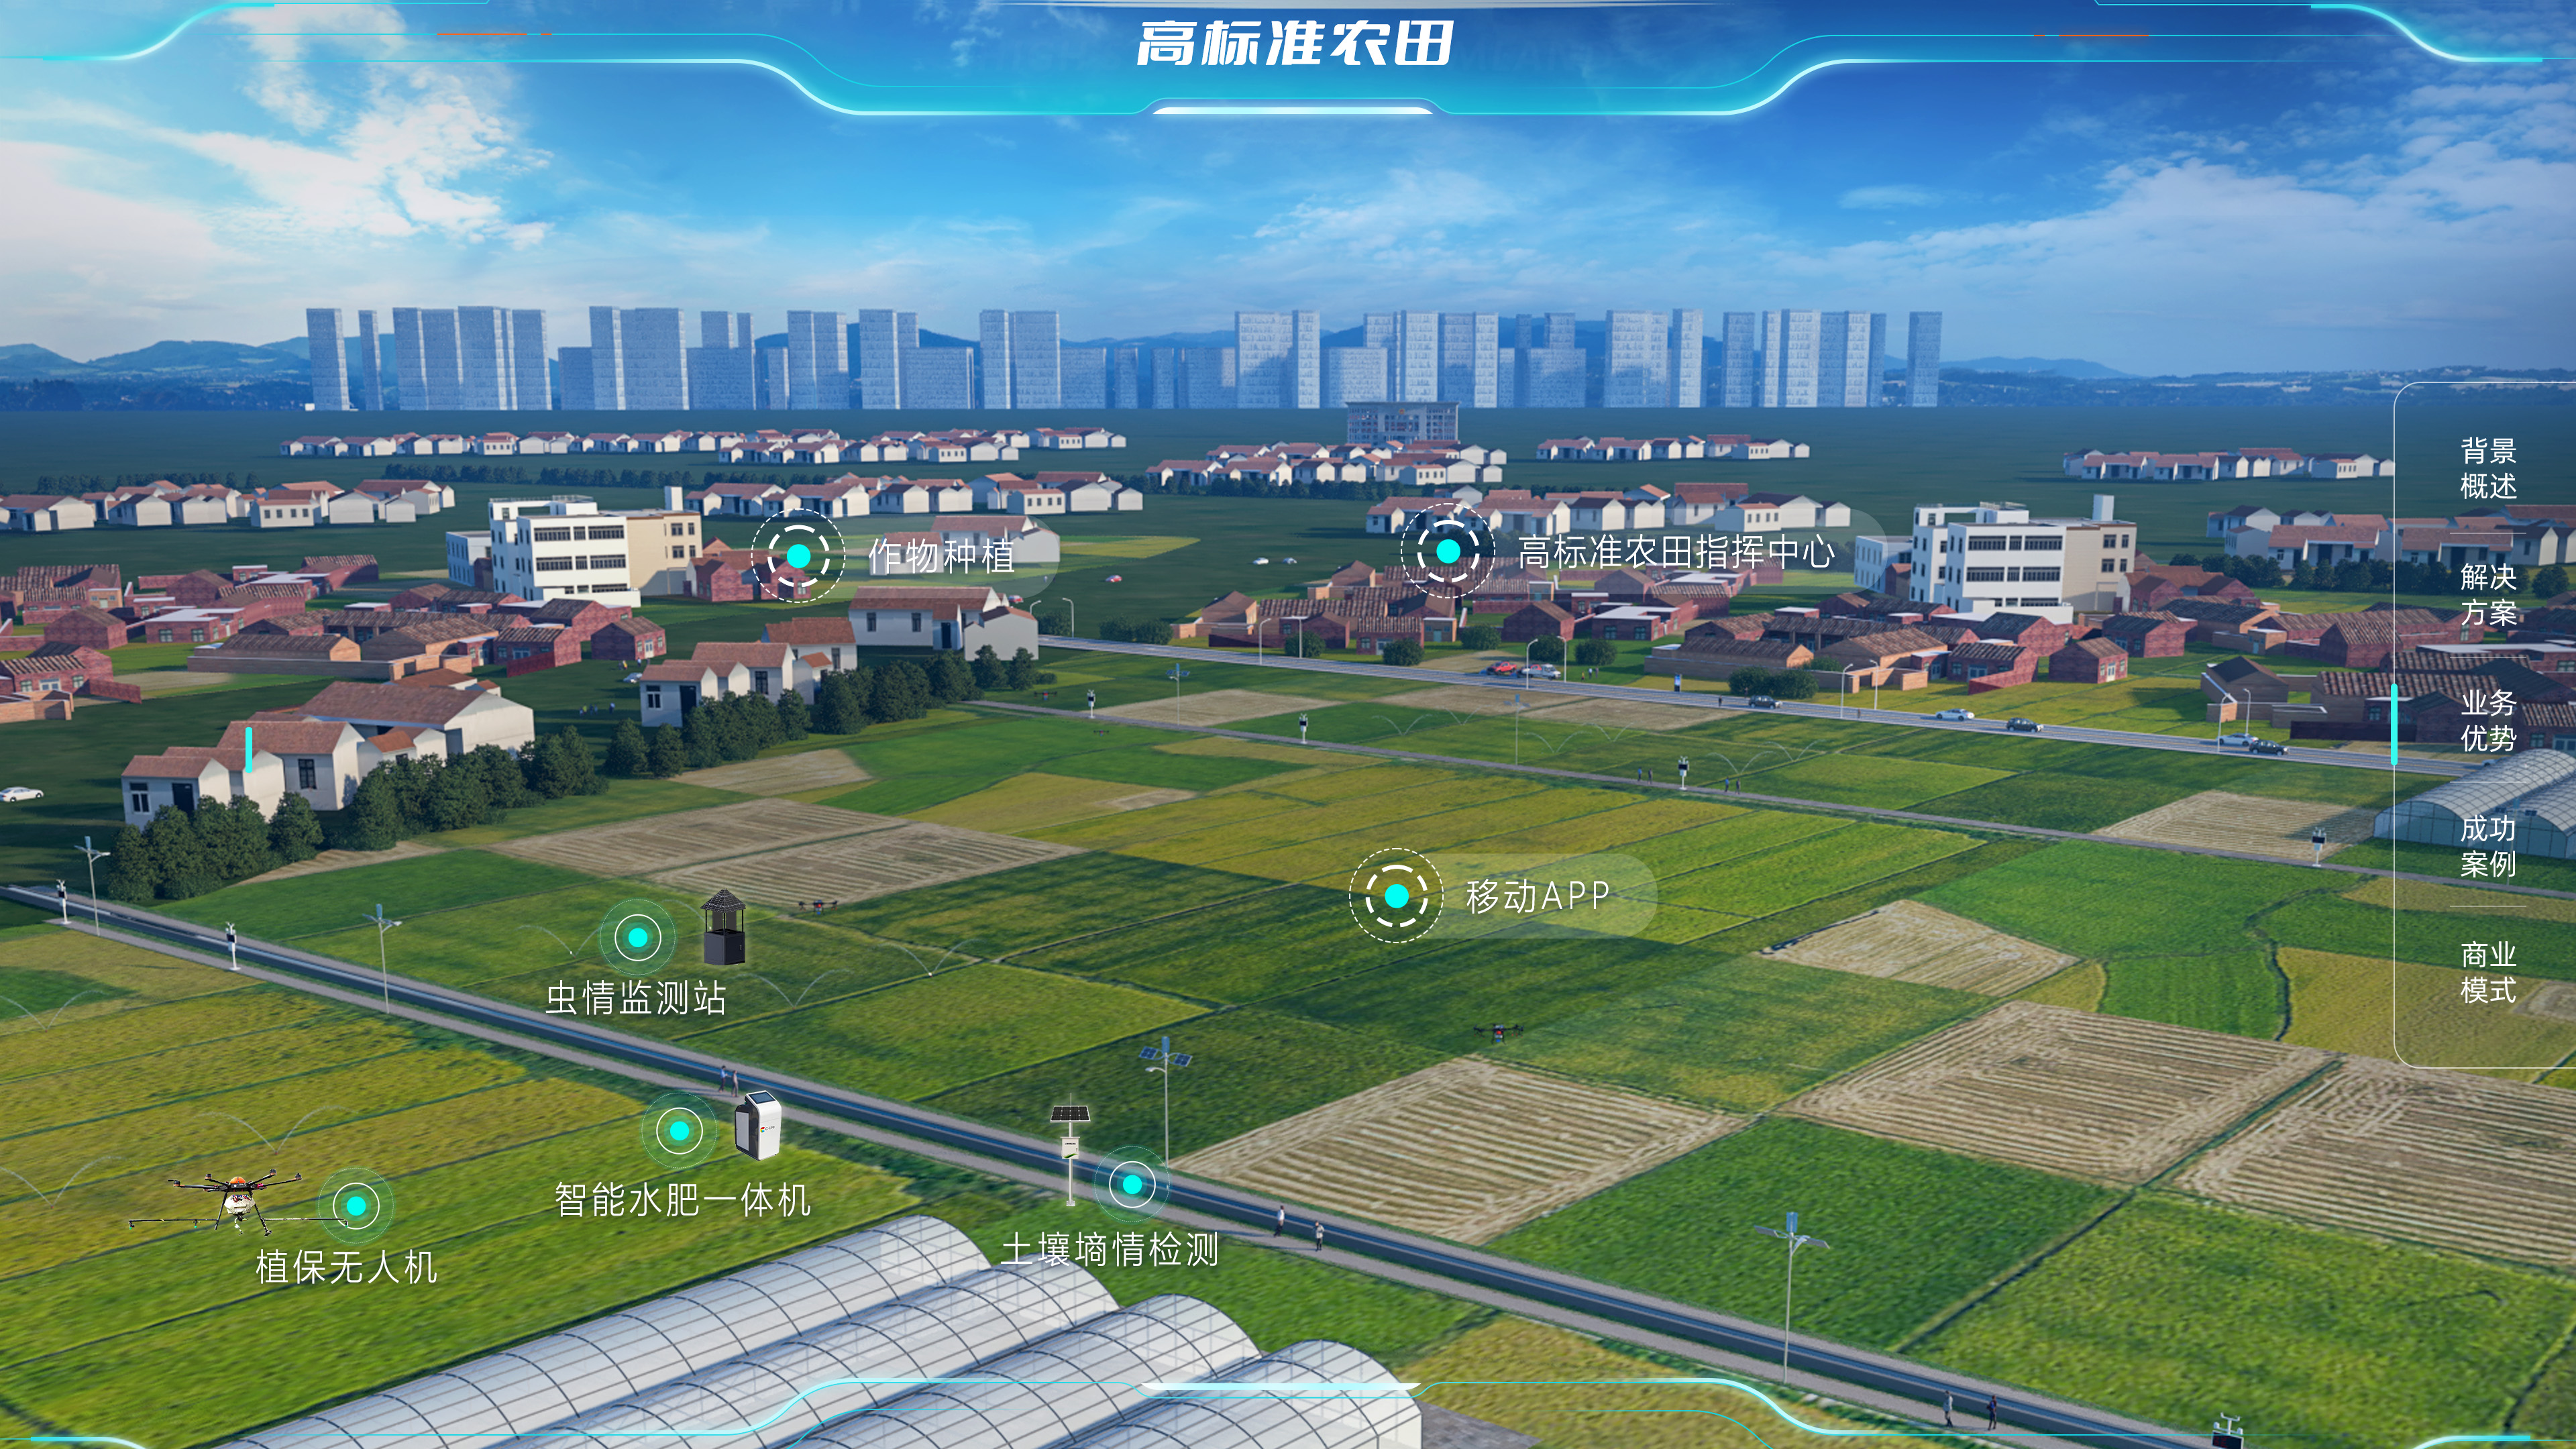 高标准农田
作物种植
高标准农田指挥中心
移动APP
虫情监测站
智能水肥一体机
土壤墒情检测
植保无人机
背景
概述
解决
方案
业务
优势
成功
案例
商业
模式